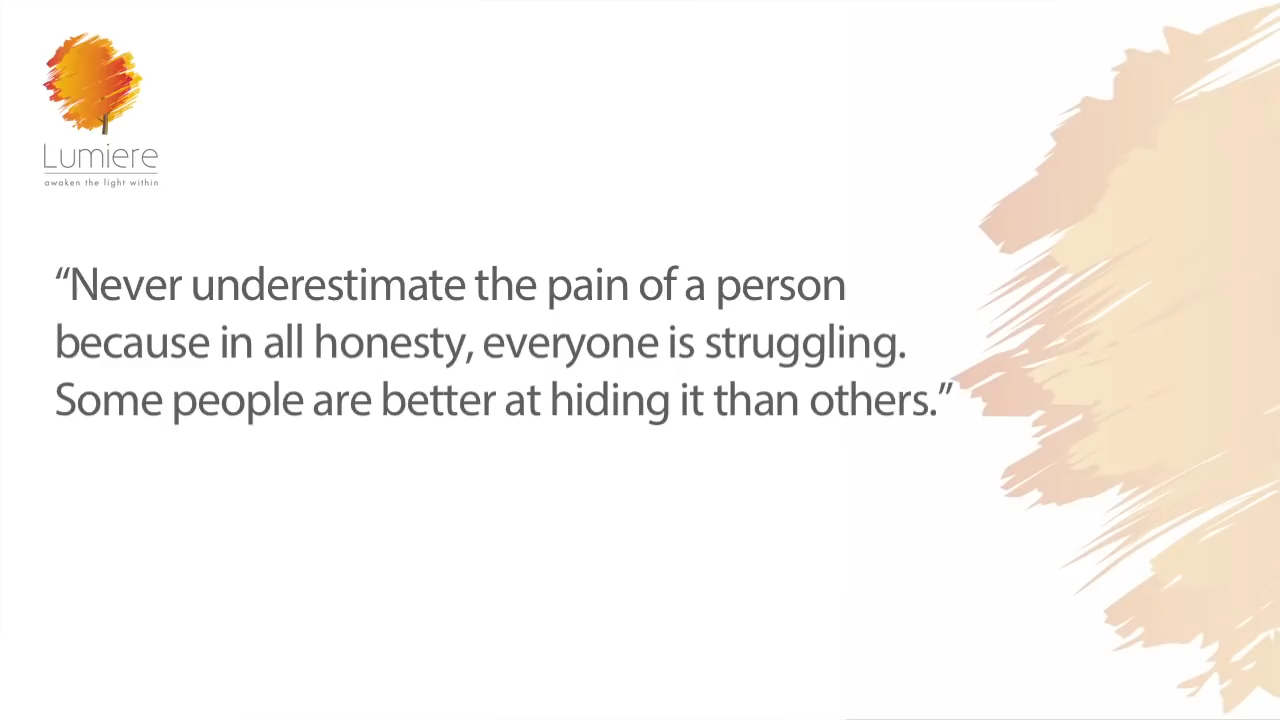 Lumiere
awaken the light within
“Never underestimate the pain of a person
because in all honesty, everyone is struggling.
Some people are better at hiding it than others.”